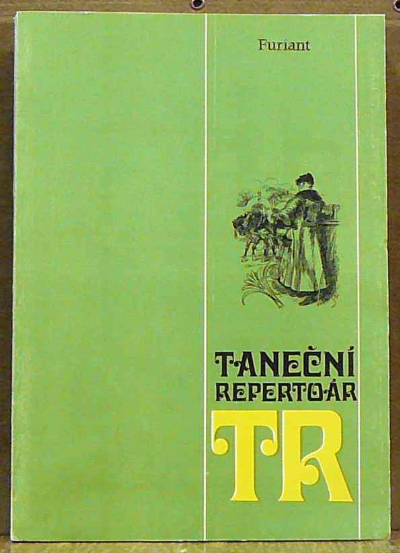 Furiant
TANEČNÍ
REPERTOÁR
TR